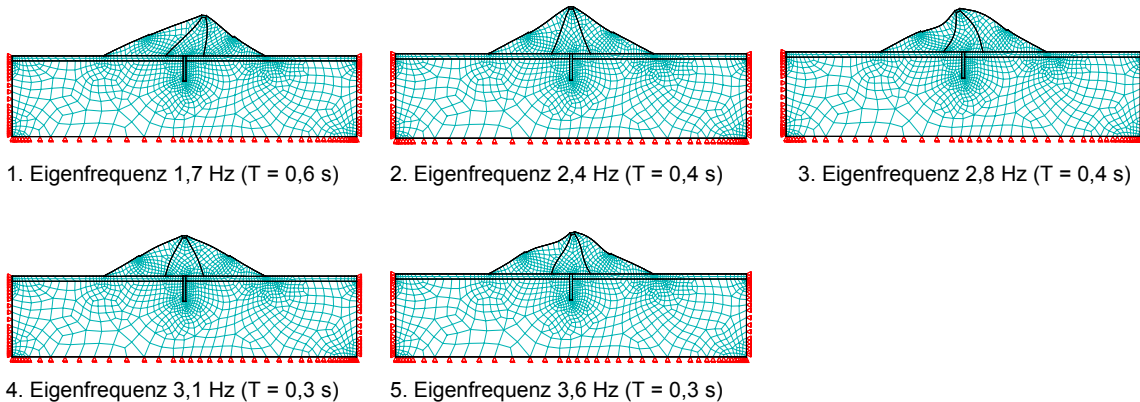 1. Eigenfrequenz 1,7 Hz (T = 0,6 s)
2. Eigenfrequenz 2,4 Hz (T = 0,4 s)
3. Eigenfrequenz 2,8 Hz (T = 0,4 s)
4. Eigenfrequenz 3,1 Hz (T = 0,3 s)
5. Eigenfrequenz 3,6 Hz (T = 0,3 s)